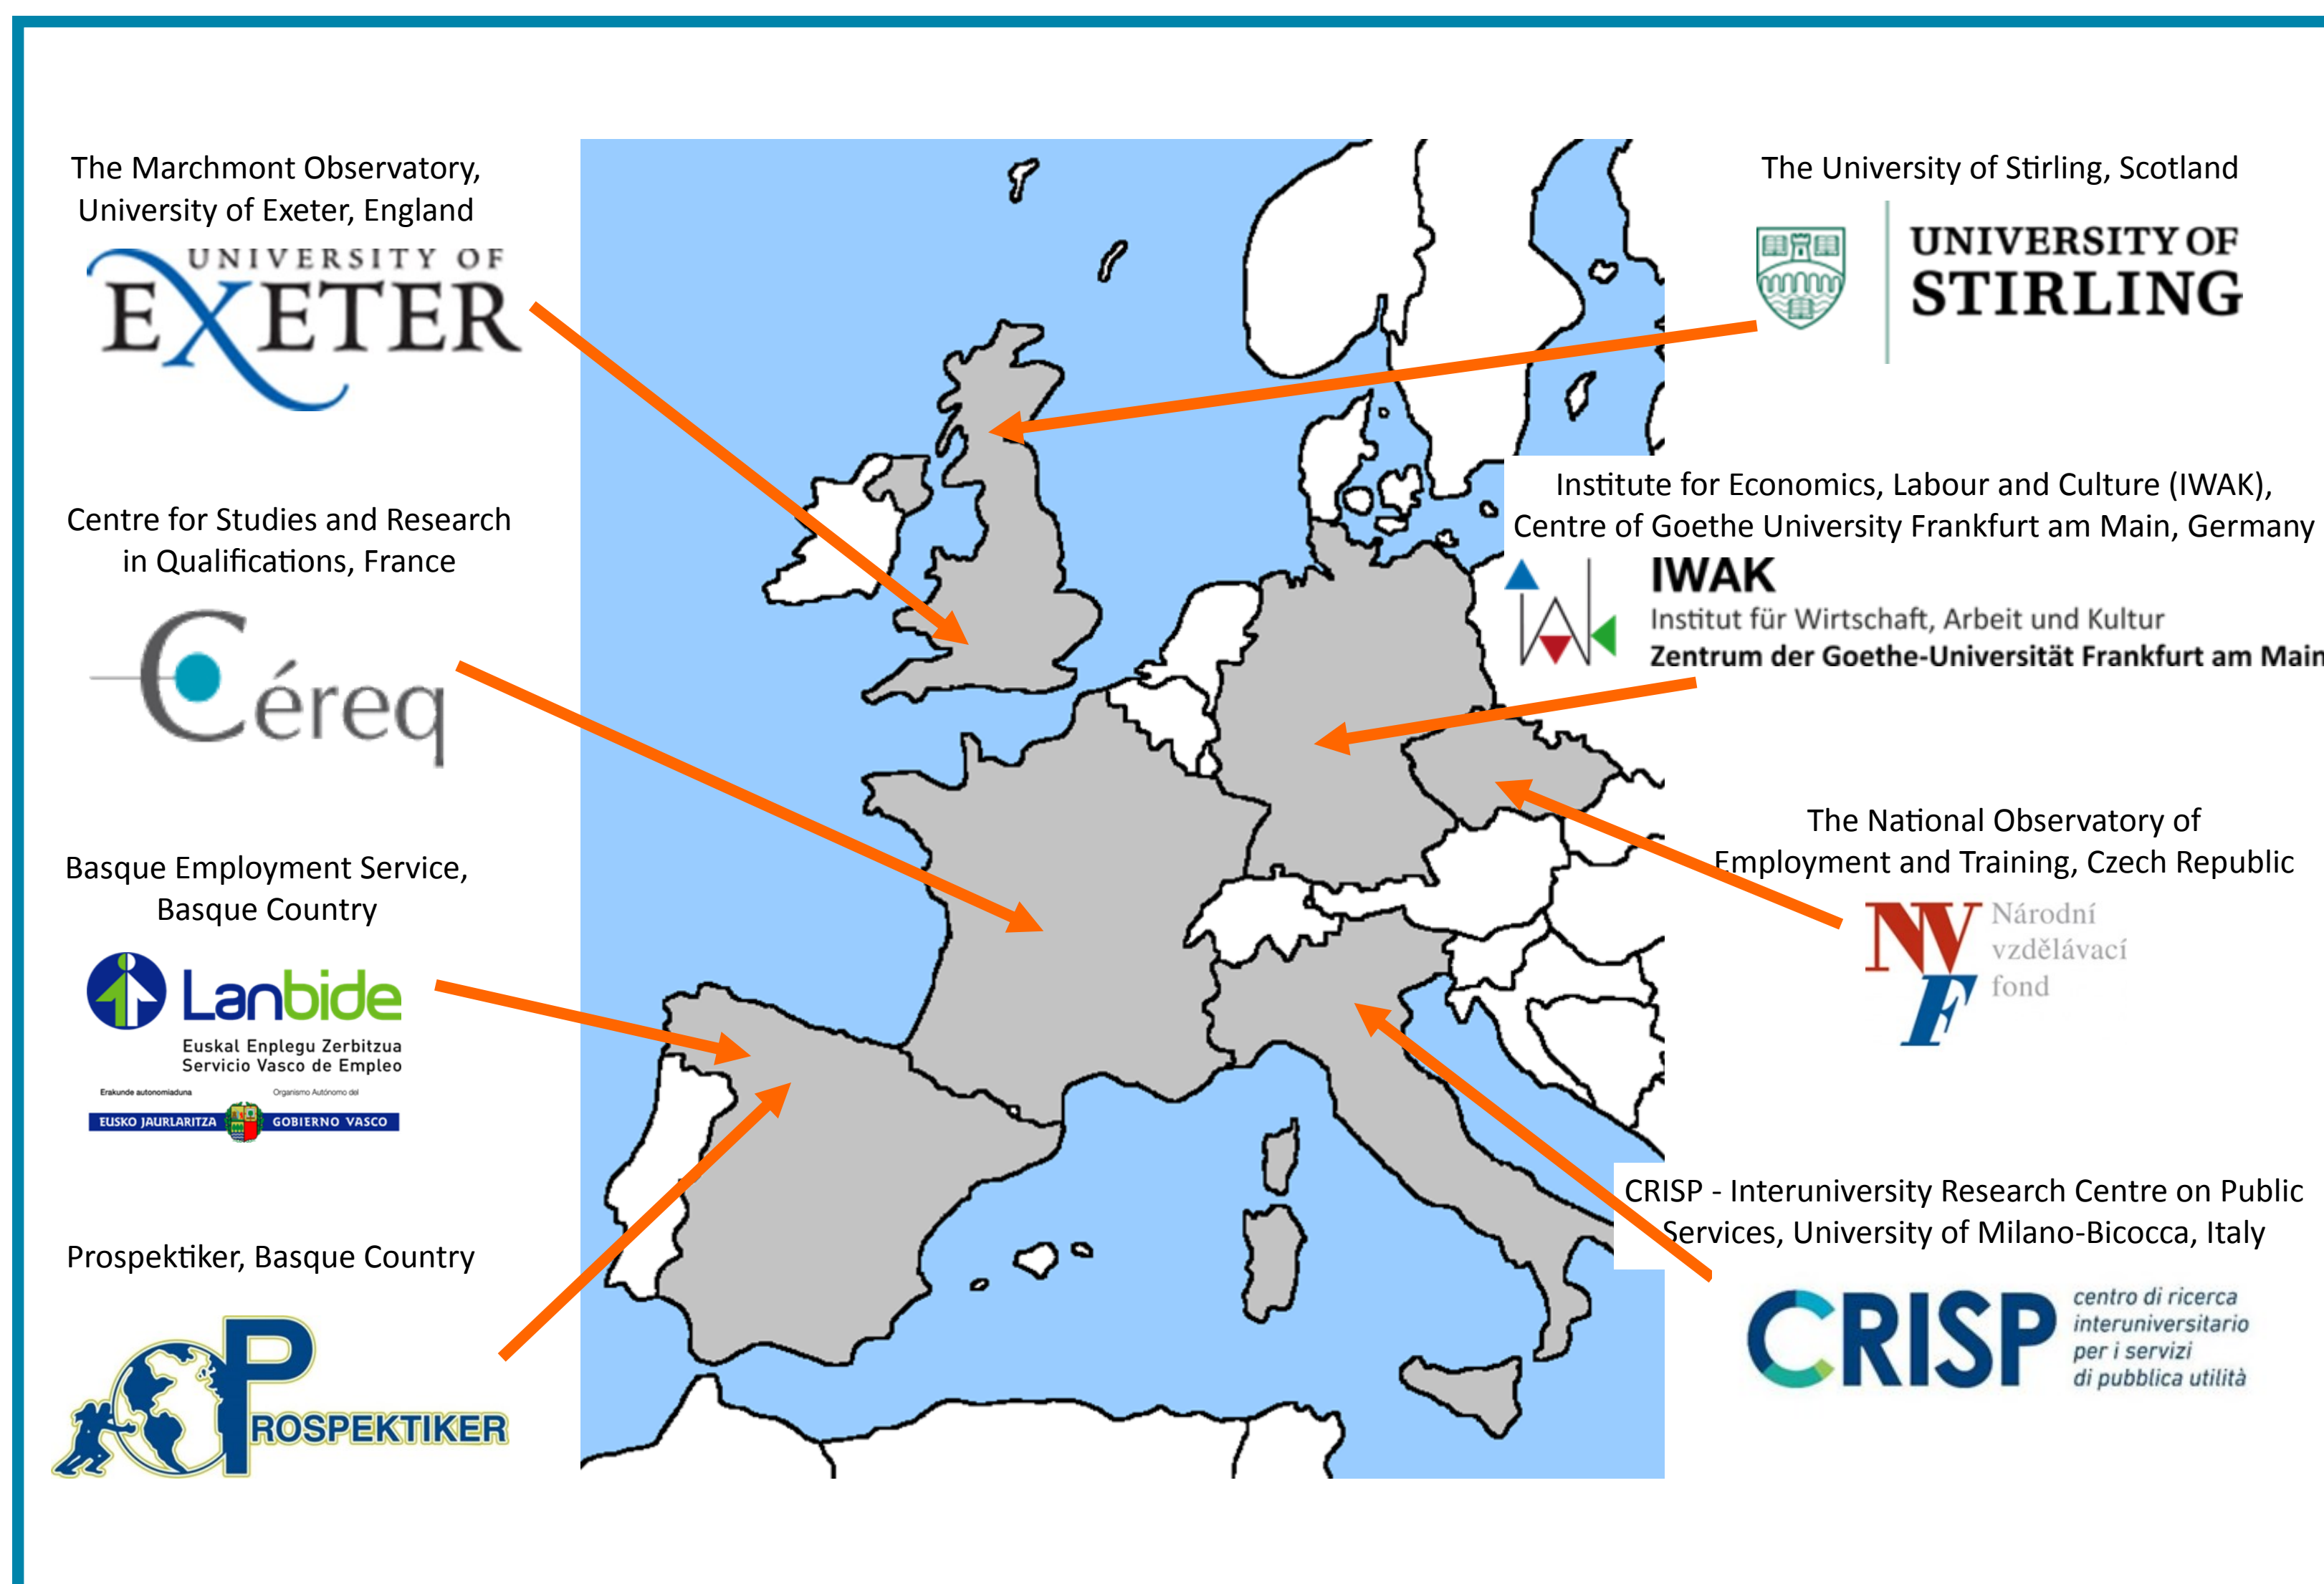 The Marchmont Observatory,
University of Exeter, England
UNIVERSITY OF
EXETER
Centre for Studies and Research
in Qualifications, France
Céreq
Basque Employment Service,
Basque Country
Lanbide
Euskal Enplegu Zerbitzua
Servicio Vasco de Empleo
Erakunde autonomiaduna
Organismo Autónomo del
EUSKO JAURLARITZA
GOBIERNO VASCO
Prospektiker, Basque Country
PROSPEKTIKER
The University of Stirling, Scotland
UNIVERSITY OF
STIRLING
Institute for Economics, Labour and Culture (IWAK),
Centre of Goethe University Frankfurt am Main, Germany
IWAK
Institut für Wirtschaft, Arbeit und Kultur
Zentrum der Goethe-Universität Frankfurt am Main
The National Observatory of
Employment and Training, Czech Republic
NVF
Národní
vzdělávací
fond
CRISP - Interuniversity Research Centre on Public
Services, University of Milano-Bicocca, Italy
CRISP
centro di ricerca
interuniversitario
per i servizi
di pubblica utilità